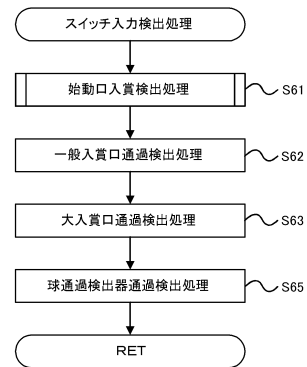 スイッチ入力検出処理
始動口入賞検出処理
S61
一般入賞口通過検出処理
S62
大入賞口通過検出処理
S63
球通過検出器通過検出処理
S65
RET